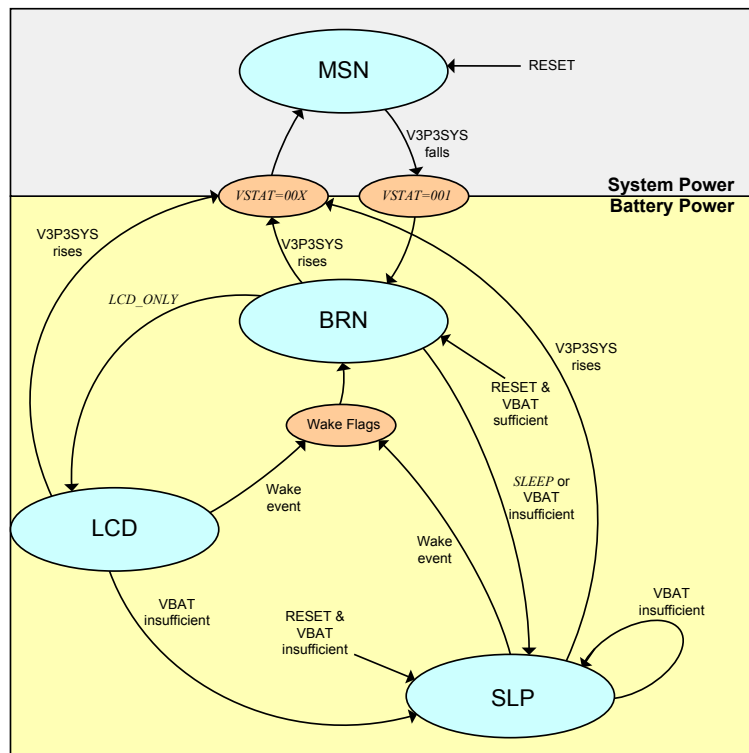 MSN
RESET
V3P3SYS
falls
VSTAT=00X
VSTAT=001
System Power
Battery Power
V3P3SYS
rises
V3P3SYS
rises
LCD_ONLY
BRN
V3P3SYS
rises
RESET &
VBAT
sufficient
Wake Flags
SLEEP or
VBAT
insufficient
Wake
event
LCD
Wake
event
VBAT
insufficient
RESET &
VBAT
insufficient
VBAT
insufficient
SLP